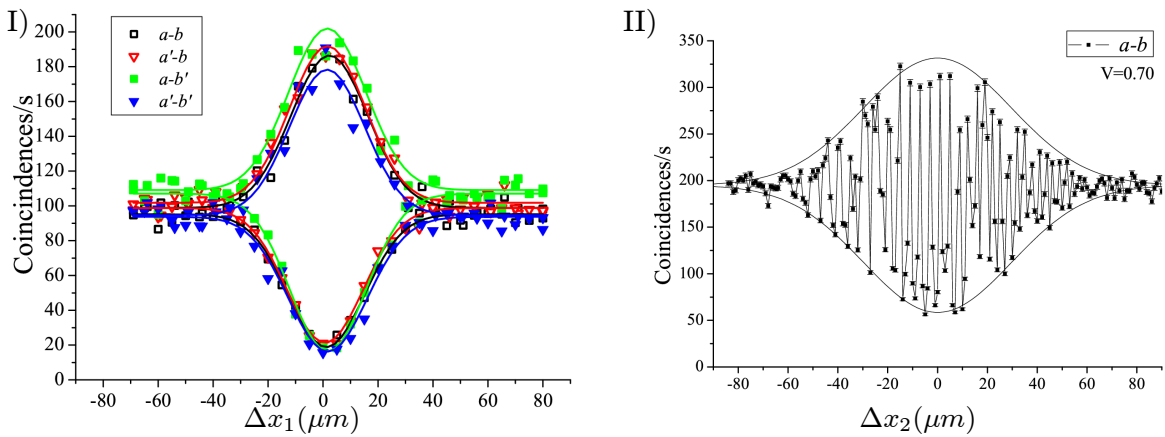 I)
a-b
a'-b
a-b'
a'-b'
Coincidences/s
200
180
160
140
120
100
80
60
40
20
0
-80 -60 -40 -20 0 20 40 60 80
Δx₁(μm)
II)
a-b
V=0.70
Coincidences/s
350
300
250
200
150
100
50
0
-80 -60 -40 -20 0 20 40 60 80
Δx₂(μm)